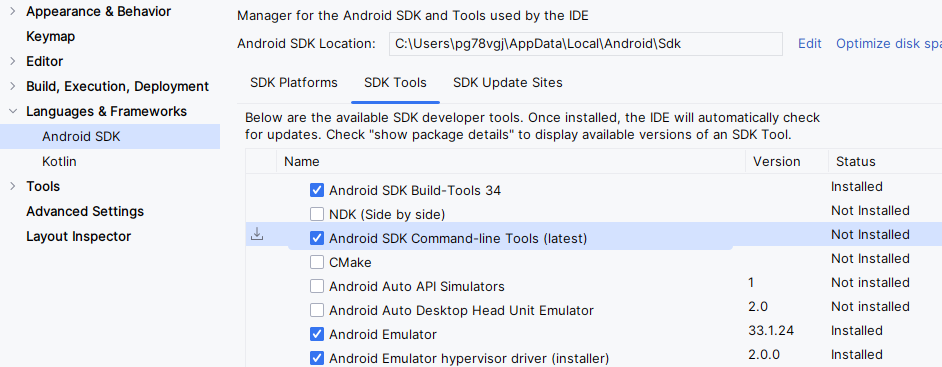 Appearance & Behavior
Keymap
Editor
Build, Execution, Deployment
Languages & Frameworks
Android SDK
Kotlin
Tools
Advanced Settings
Layout Inspector
Manager for the Android SDK and Tools used by the IDE
Android SDK Location: C:\Users\pg78vgj\AppData\Local\Android\Sdk Edit Optimize disk spa
SDK Platforms SDK Tools SDK Update Sites
Below are the available SDK developer tools. Once installed, the IDE will automatically check
for updates. Check "show package details" to display available versions of an SDK Tool.
Name Version Status
Android SDK Build-Tools 34 Installed
NDK (Side by side) Not Installed
Android SDK Command-line Tools (latest) Not Installed
CMake Not Installed
Android Auto API Simulators 1 Not installed
Android Auto Desktop Head Unit Emulator 2.0 Not installed
Android Emulator 33.1.24 Installed
Android Emulator hypervisor driver (installer) 2.0.0 Installed